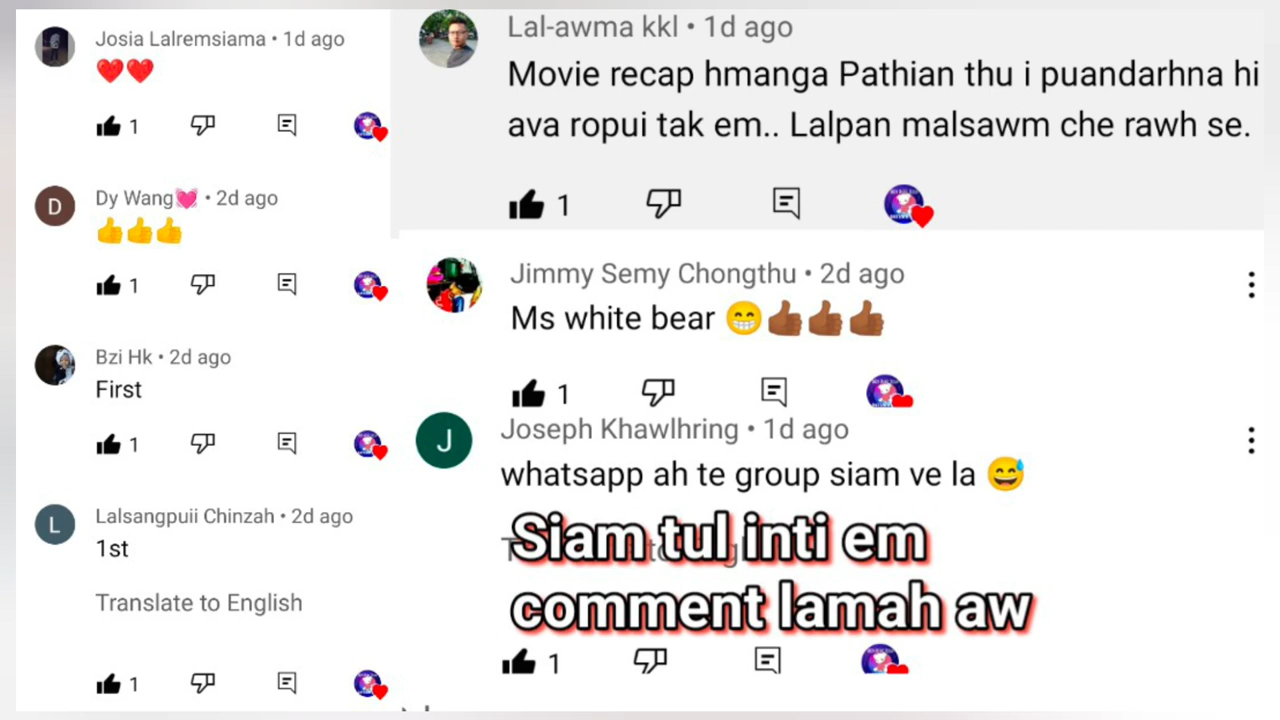 Josia Lalremsiama • 1d ago
❤️❤️
1
D
Dy Wang💓 • 2d ago
👍👍👍
1
Bzi Hk • 2d ago
First
1
L
Lalsangpuii Chinzah • 2d ago
1st
Translate to English
1
Lal-awma kkl • 1d ago
Movie recap hmanga Pathian thu i puandarhna hi
ava ropui tak em.. Lalpan malsawm che rawh se.
1
Jimmy Semy Chongthu • 2d ago
Ms white bear 😁👍🏾👍🏾👍🏾
1
J
Joseph Khawlhring • 1d ago
whatsapp ah te group siam ve la 😅
Siam tul inti em
comment lamah aw
1